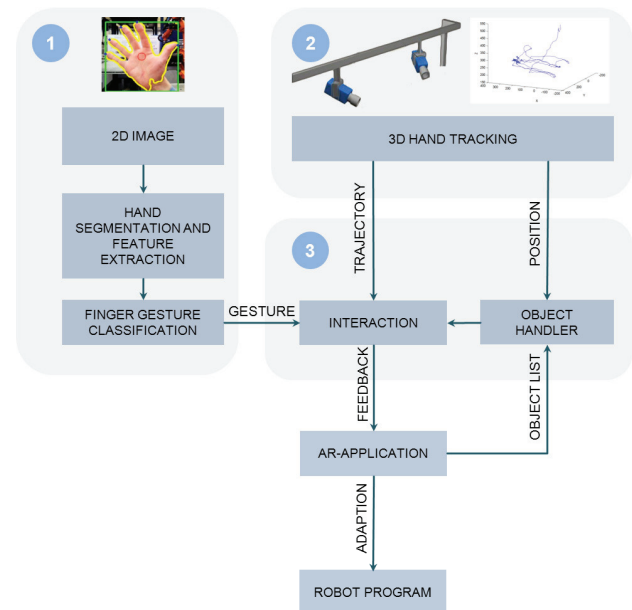 1
2D IMAGE
HAND
SEGMENTATION AND
FEATURE
EXTRACTION
FINGER GESTURE
CLASSIFICATION
GESTURE
2
3D HAND TRACKING
TRAJECTORY
POSITION
3
INTERACTION
OBJECT
HANDLER
FEEDBACK
OBJECT LIST
AR-APPLICATION
ADAPTION
ROBOT PROGRAM